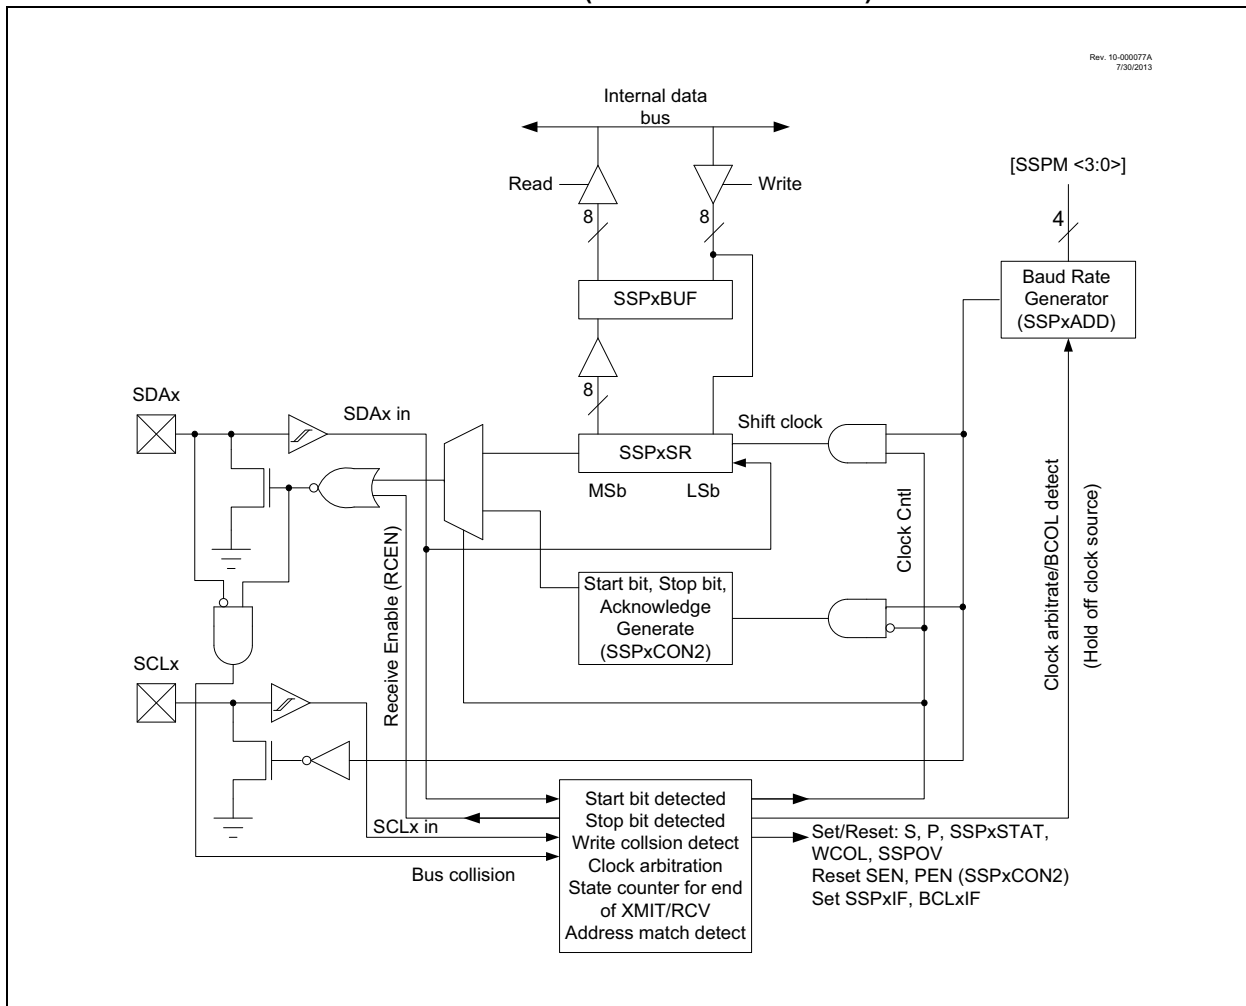 Rev. 10-000077A
7/30/2013
Internal data
bus
[SSPM <3:0>]
Read
Write
8
8
4
Baud Rate
Generator
(SSPxADD)
SSPxBUF
8
SDAx
SDAx in
Shift clock
SSPxSR
MSb
LSb
Receive Enable (RCEN)
Clock Cntl
Clock arbitrate/BCOL detect
(Hold off clock source)
Start bit, Stop bit,
Acknowledge
Generate
(SSPxCON2)
SCLx
SCLx in
Bus collision
Start bit detected
Stop bit detected
Write collsion detect
Clock arbitration
State counter for end
of XMIT/RCV
Address match detect
Set/Reset: S, P, SSPxSTAT,
WCOL, SSPOV
Reset SEN, PEN (SSPxCON2)
Set SSPxIF, BCLxIF